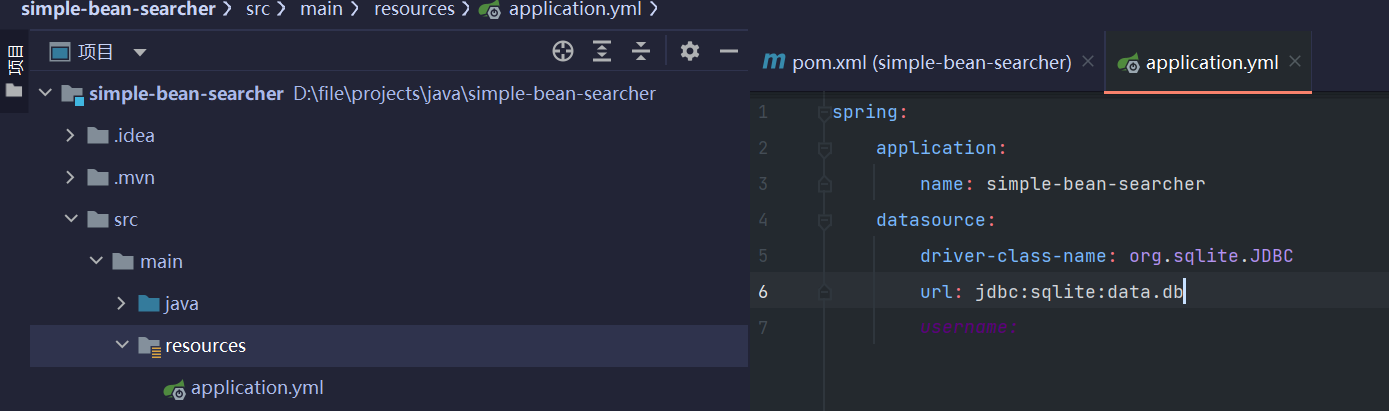 simple-bean-searcher > src > main > resources > application.yml >
项目
项目
simple-bean-searcher D:\file\projects\java\simple-bean-searcher
.idea
.mvn
src
main
java
resources
application.yml
pom.xml (simple-bean-searcher) × application.yml ×
1 spring:
2 application:
3 name: simple-bean-searcher
4 datasource:
5 driver-class-name: org.sqlite.JDBC
6 url: jdbc:sqlite:data.db
7 username: